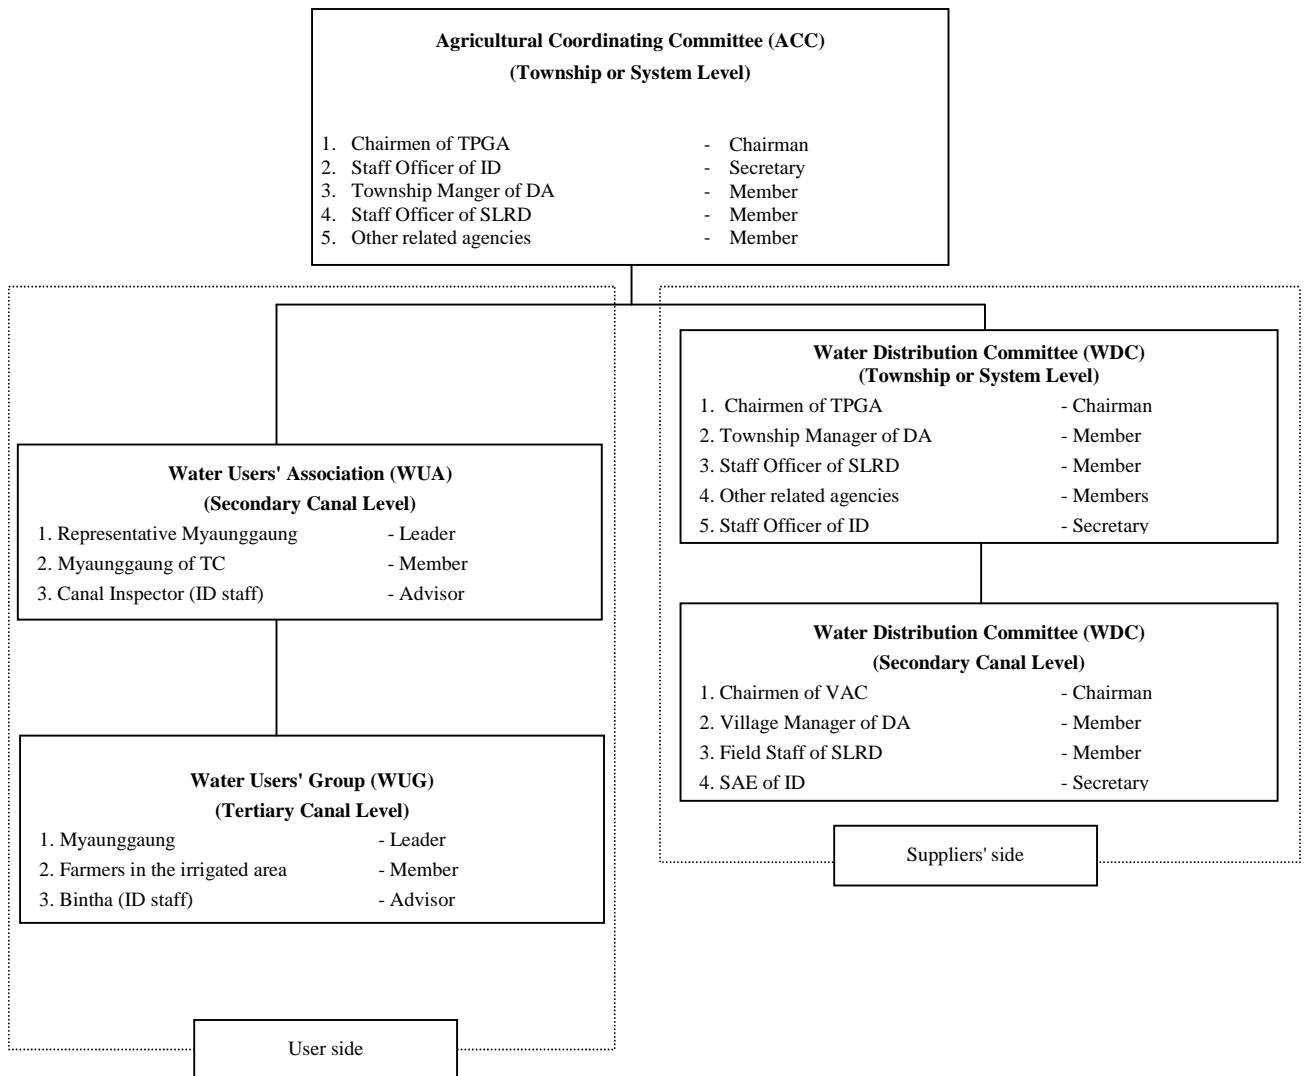 Agricultural Coordinating Committee (ACC)
(Township or System Level)
1. Chairmen of TPGA - Chairman
2. Staff Officer of ID - Secretary
3. Township Manger of DA - Member
4. Staff Officer of SLRD - Member
5. Other related agencies - Member
Water Users' Association (WUA)
(Secondary Canal Level)
1. Representative Myaunggaung - Leader
2. Myaunggaung of TC - Member
3. Canal Inspector (ID staff) - Advisor
Water Users' Group (WUG)
(Tertiary Canal Level)
1. Myaunggaung - Leader
2. Farmers in the irrigated area - Member
3. Bintha (ID staff) - Advisor
User side
Water Distribution Committee (WDC)
(Township or System Level)
1. Chairmen of TPGA - Chairman
2. Township Manager of DA - Member
3. Staff Officer of SLRD - Member
4. Other related agencies - Members
5. Staff Officer of ID - Secretary
Water Distribution Committee (WDC)
(Secondary Canal Level)
1. Chairmen of VAC - Chairman
2. Village Manager of DA - Member
3. Field Staff of SLRD - Member
4. SAE of ID - Secretary
Suppliers' side